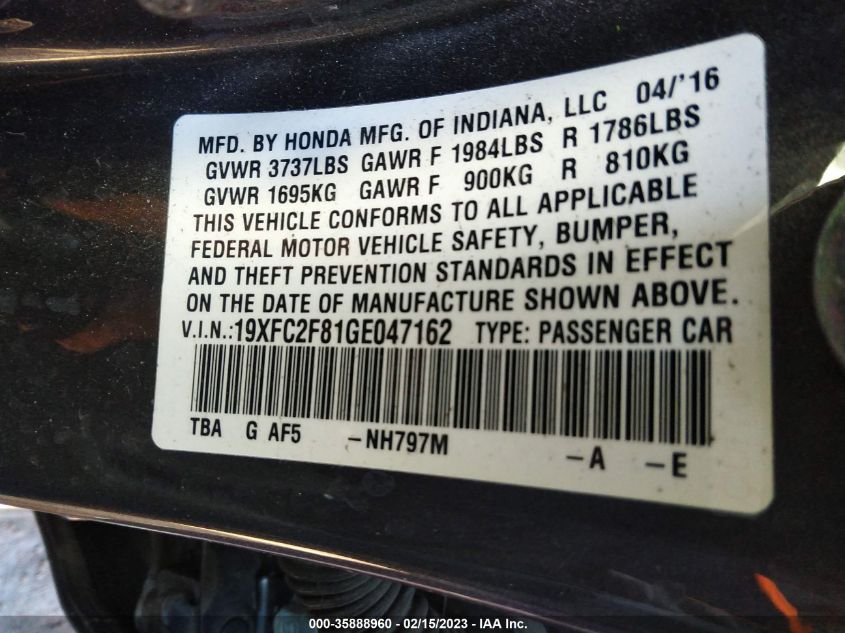 MFD. BY HONDA MFG. OF INDIANA, LLC 04/'16
GVWR 3737LBS GAWR F 1984LBS R 1786LBS
GVWR 1695KG GAWR F 900KG R 810KG
THIS VEHICLE CONFORMS TO ALL APPLICABLE
FEDERAL MOTOR VEHICLE SAFETY, BUMPER,
AND THEFT PREVENTION STANDARDS IN EFFECT
ON THE DATE OF MANUFACTURE SHOWN ABOVE.
V.I.N.:19XFC2F81GE047162 TYPE: PASSENGER CAR
TBA G AF5 -NH797M -A -E
000-35888960 - 02/15/2023 - IAA Inc.